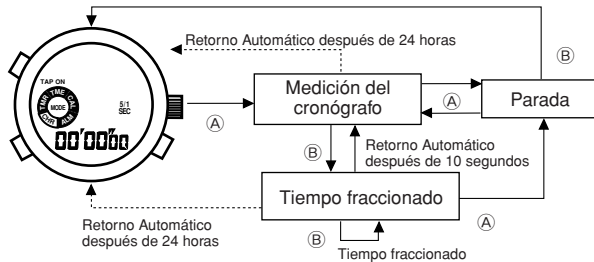 Retorno Automático después de 24 horas
Ⓑ
TAP ON
TMR TME CAL
MODE
CHR ALM
5/1
SEC
00'00"00
Ⓐ
Medición del
cronógrafo
Ⓐ
Parada
Ⓑ
Retorno Automático
después de 10 segundos
Tiempo fraccionado
Ⓐ
Retorno Automático
después de 24 horas
Ⓑ
Tiempo fraccionado